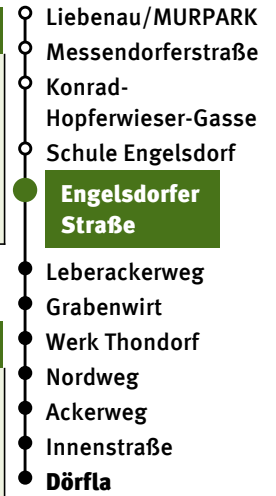 Liebenau/MURPARK
Messendorferstraße
Konrad-
Hopferwieser-Gasse
Schule Engelsdorf
Engelsdorfer
Straße
Leberackerweg
Grabenwirt
Werk Thondorf
Nordweg
Ackerweg
Innenstraße
Dörfla